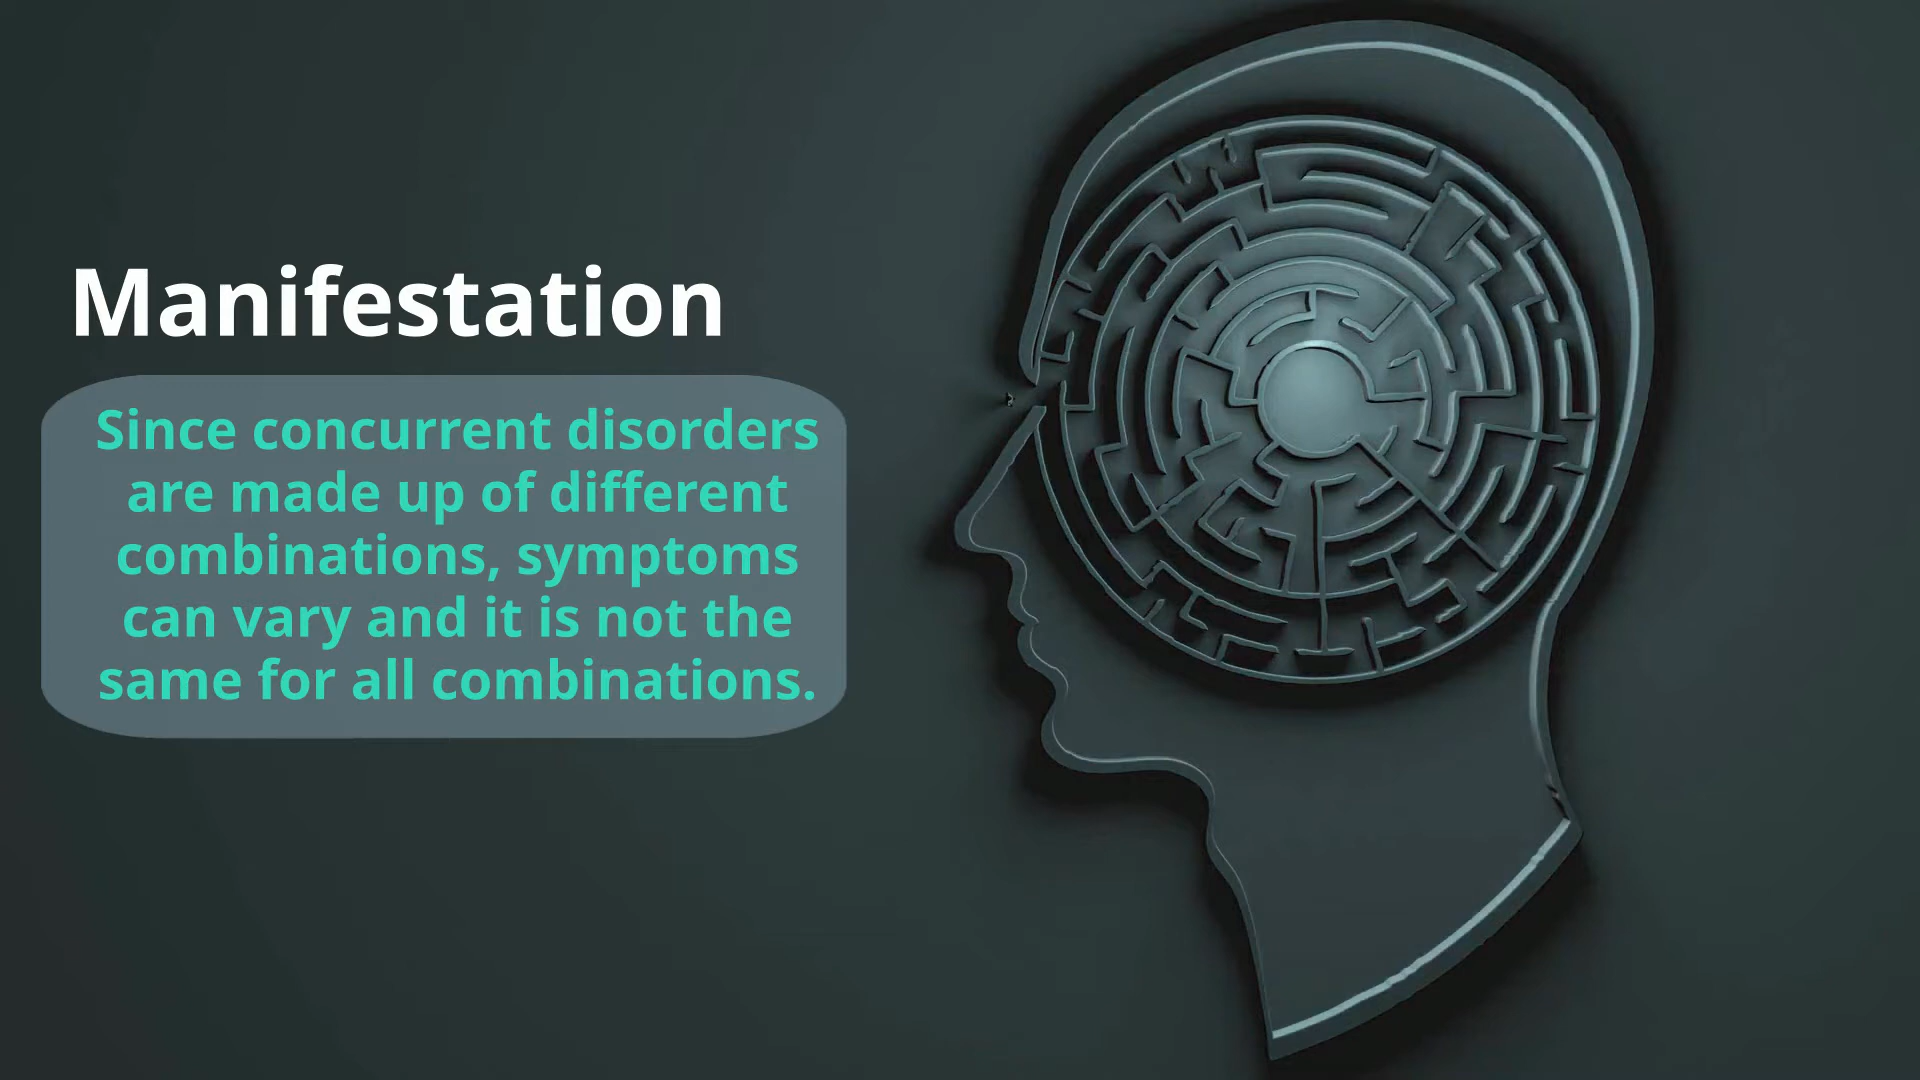 Manifestation
Since concurrent disorders
are made up of different
combinations, symptoms
can vary and it is not the
same for all combinations.